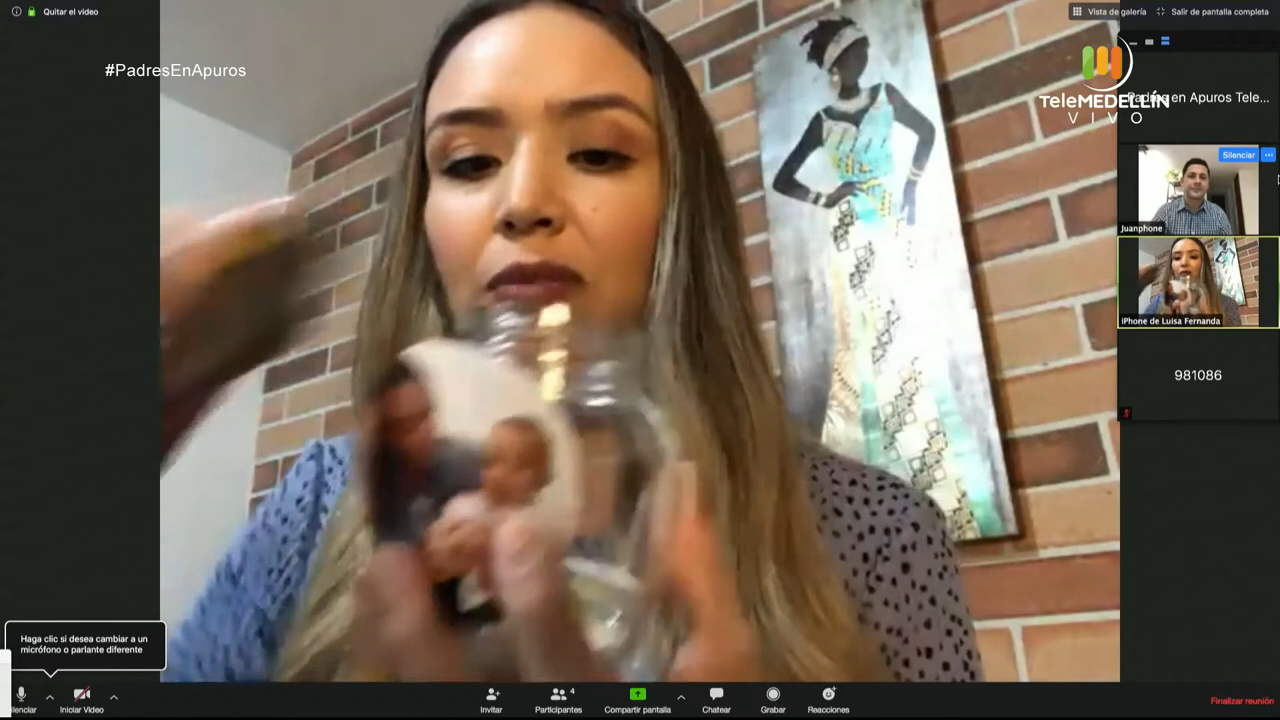 Quitar el video
Vista de galería
Salir de pantalla completa
#PadresEnApuros
TeleMEDELLÍN
VIVO
Padres en Apuros Tele...
Silenciar
Juanphone
iPhone de Luisa Fernanda
981086
Haga clic si desea cambiar a un
micrófono o parlante diferente
lenciar
Iniciar Video
Invitar
4
Participantes
Compartir pantalla
Chatear
Grabar
Reacciones
Finalizar reunión